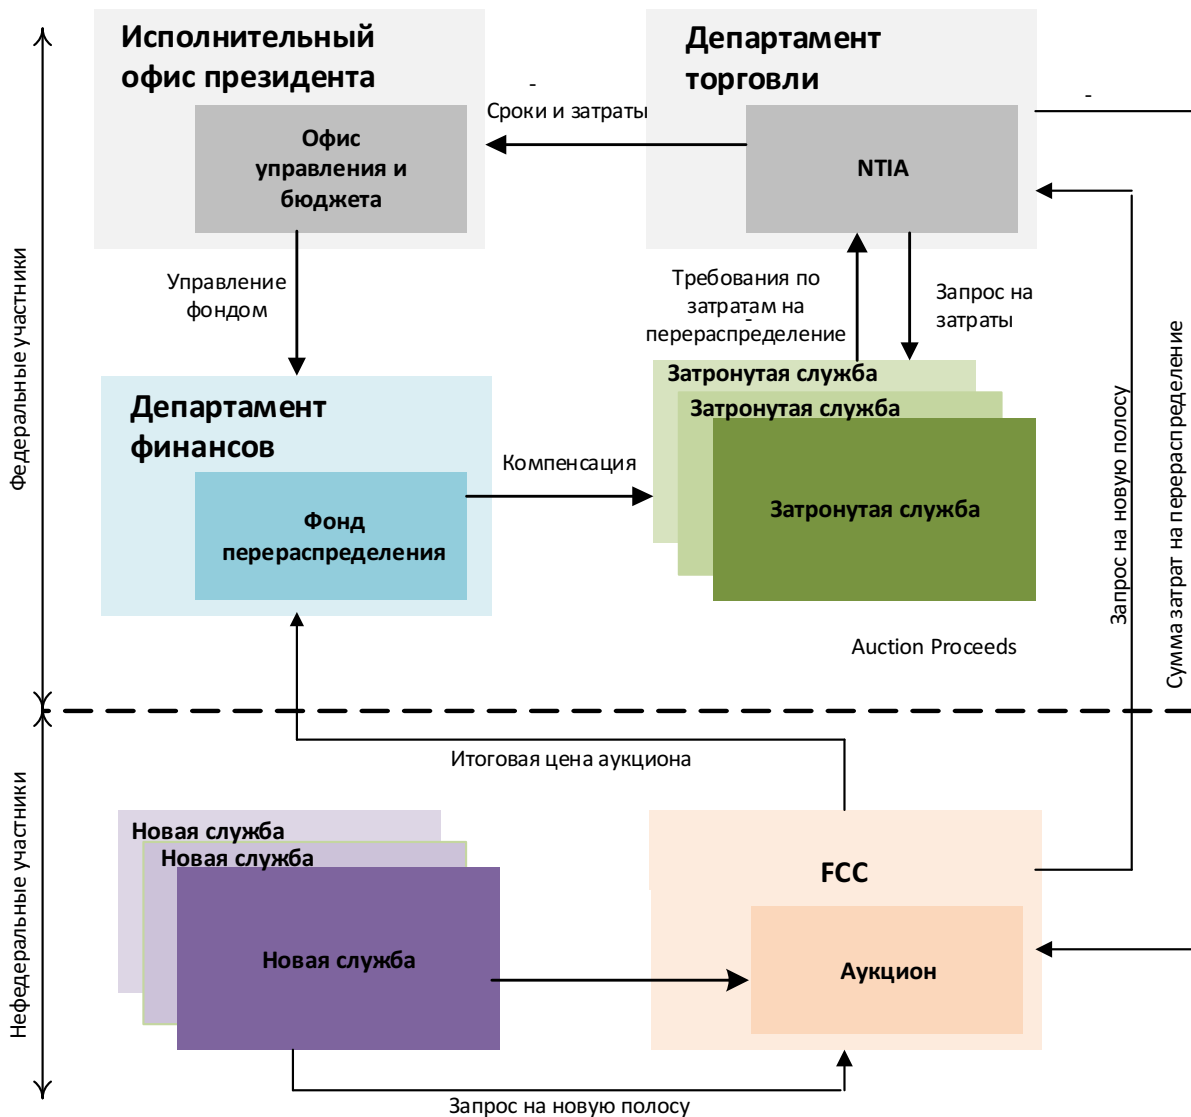 Исполнительный
офис президента
Департамент
торговли
-
Сроки и затраты
-
Офис
управления и
бюджета
NTIA
Управление
фондом
Требования по
затратам на
-
перераспределение
Запрос на
затраты
Федеральные участники
Департамент
финансов
Затронутая служба
Затронутая служба
Затронутая служба
Компенсация
Фонд
перераспределения
Запрос на новую полосу
Сумма затрат на перераспределение
Auction Proceeds
Итоговая цена аукциона
Нефедеральные участники
Новая служба
Новая служба
Новая служба
FCC
Аукцион
Запрос на новую полосу